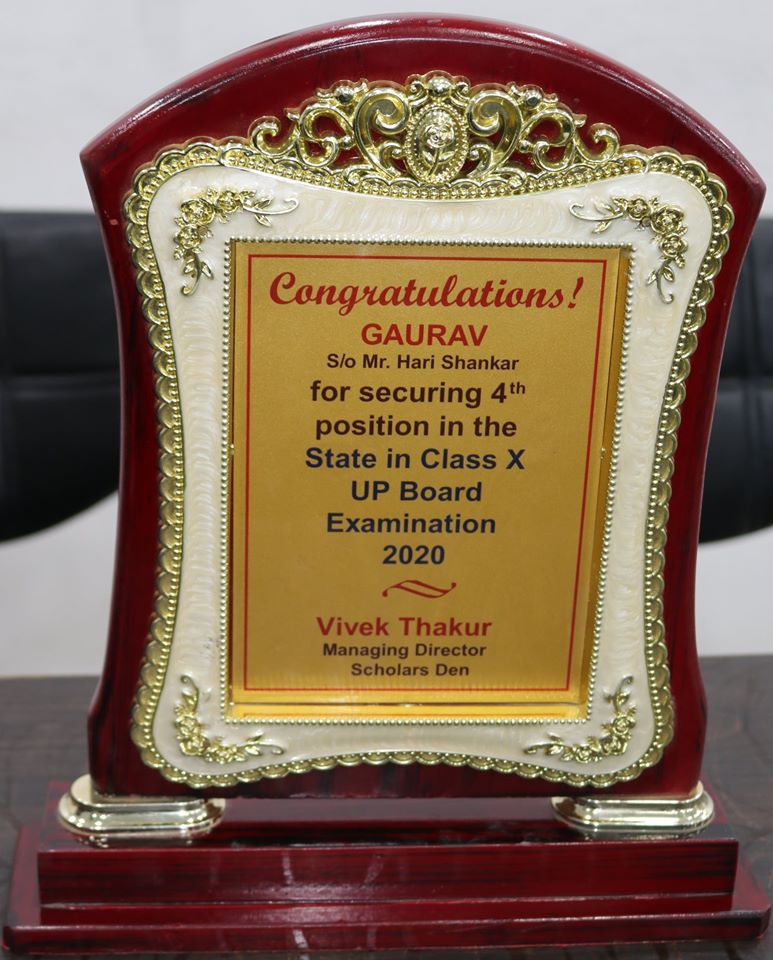 Congratulations!
GAURAV
S/o Mr. Hari Shankar
for securing 4th
position in the
State in Class X
UP Board
Examination
2020
Vivek Thakur
Managing Director
Scholars Den